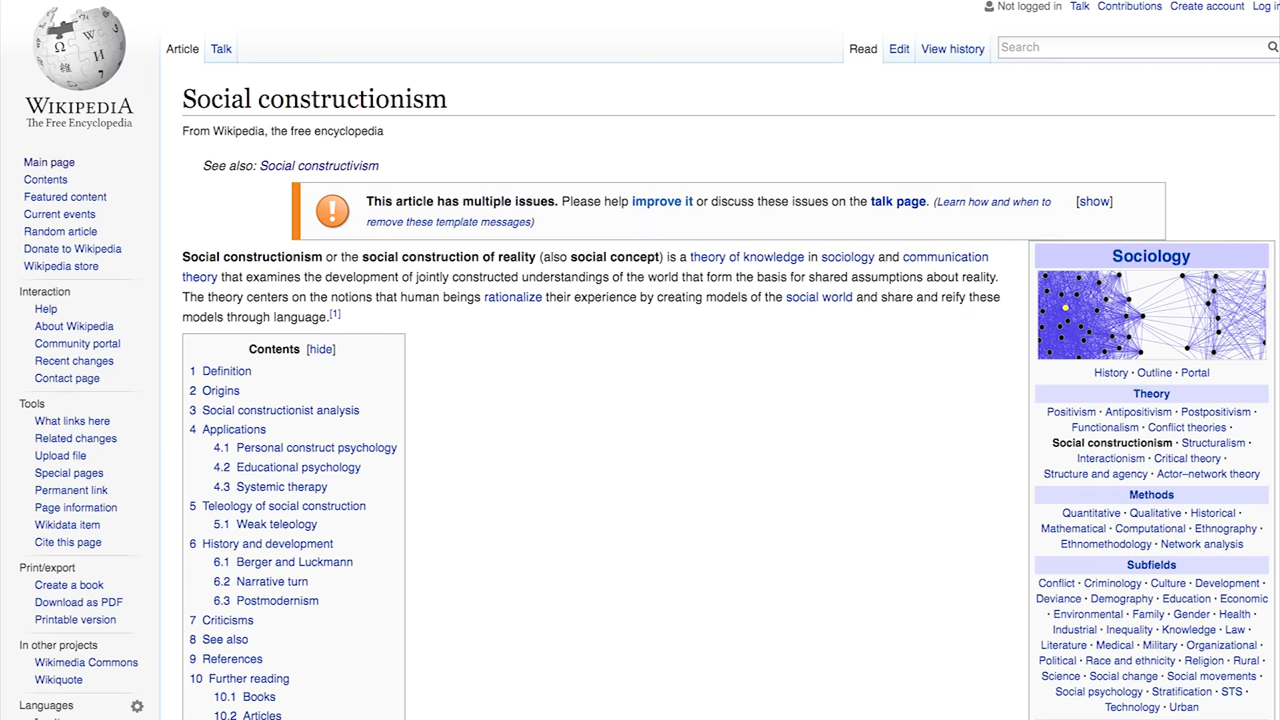 Not logged in Talk Contributions Create account Log in
Article Talk Read Edit View history Search
WIKIPEDIA
The Free Encyclopedia
Main page
Contents
Featured content
Current events
Random article
Donate to Wikipedia
Wikipedia store
Interaction
Help
About Wikipedia
Community portal
Recent changes
Contact page
Tools
What links here
Related changes
Upload file
Special pages
Permanent link
Page information
Wikidata item
Cite this page
Print/export
Create a book
Download as PDF
Printable version
In other projects
Wikimedia Commons
Wikiquote
Languages
Social constructionism
From Wikipedia, the free encyclopedia
See also: Social constructivism
This article has multiple issues. Please help improve it or discuss these issues on the talk page. (Learn how and when to
remove these template messages)
[show]
Social constructionism or the social construction of reality (also social concept) is a theory of knowledge in sociology and communication
theory that examines the development of jointly constructed understandings of the world that form the basis for shared assumptions about reality.
The theory centers on the notions that human beings rationalize their experience by creating models of the social world and share and reify these
models through language.[1]
Contents [hide]
1 Definition
2 Origins
3 Social constructionist analysis
4 Applications
4.1 Personal construct psychology
4.2 Educational psychology
4.3 Systemic therapy
5 Teleology of social construction
5.1 Weak teleology
6 History and development
6.1 Berger and Luckmann
6.2 Narrative turn
6.3 Postmodernism
7 Criticisms
8 See also
9 References
10 Further reading
10.1 Books
10.2 Articles
Sociology
History · Outline · Portal
Theory
Positivism · Antipositivism · Postpositivism ·
Functionalism · Conflict theories ·
Social constructionism · Structuralism ·
Interactionism · Critical theory ·
Structure and agency · Actor–network theory
Methods
Quantitative · Qualitative · Historical ·
Mathematical · Computational · Ethnography ·
Ethnomethodology · Network analysis
Subfields
Conflict · Criminology · Culture · Development ·
Deviance · Demography · Education · Economic
· Environmental · Family · Gender · Health ·
Industrial · Inequality · Knowledge · Law ·
Literature · Medical · Military · Organizational ·
Political · Race and ethnicity · Religion · Rural ·
Science · Social change · Social movements ·
Social psychology · Stratification · STS ·
Technology · Urban